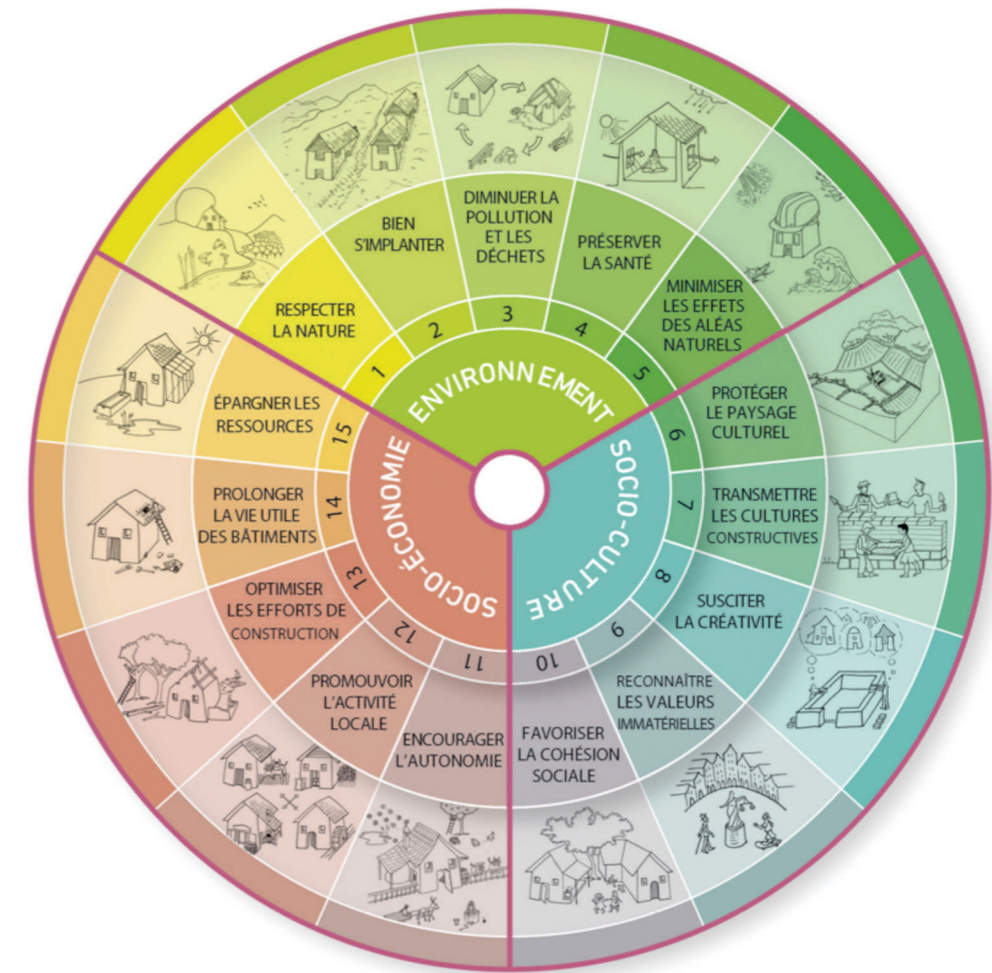 ENVIRONNEMENT
1
RESPECTER
LA NATURE
2
BIEN
S'IMPLANTER
3
DIMINUER LA
POLLUTION
ET LES
DÉCHETS
4
PRÉSERVER
LA SANTÉ
5
MINIMISER
LES EFFETS
DES ALÉAS
NATURELS
SOCIO-CULTURE
6
PROTÉGER
LE PAYSAGE
CULTUREL
7
TRANSMETTRE
LES CULTURES
CONSTRUCTIVES
8
SUSCITER
LA CRÉATIVITÉ
9
RECONNAÎTRE
LES VALEURS
IMMATÉRIELLES
10
FAVORISER
LA COHÉSION
SOCIALE
SOCIO-ÉCONOMIE
11
ENCOURAGER
L'AUTONOMIE
12
PROMOUVOIR
L'ACTIVITÉ
LOCALE
13
OPTIMISER
LES EFFORTS DE
CONSTRUCTION
14
PROLONGER
LA VIE UTILE
DES BÂTIMENTS
15
ÉPARGNER LES
RESSOURCES